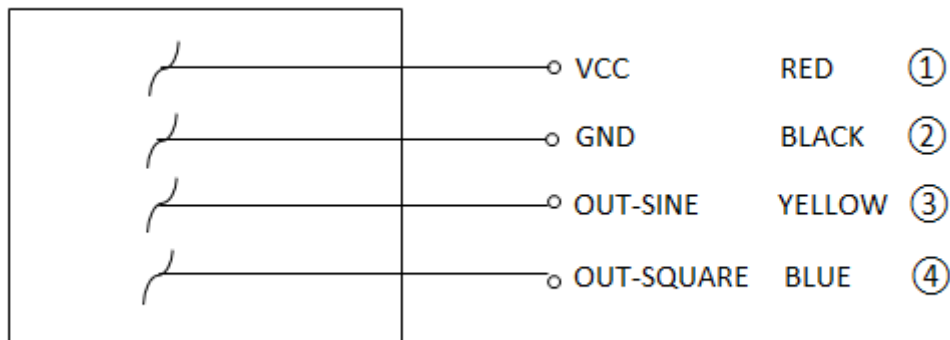 VCC RED ①
GND BLACK ②
OUT-SINE YELLOW ③
OUT-SQUARE BLUE ④